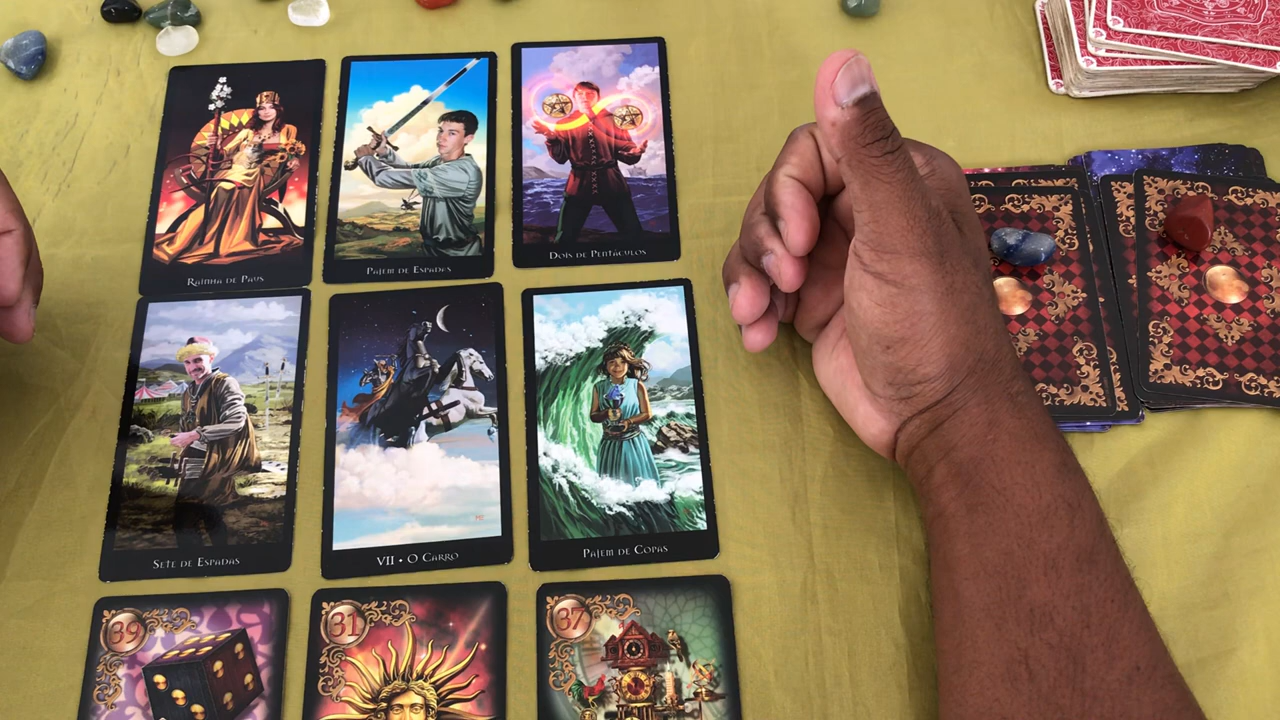 Rainha de Paus
Pajem de Espadas
Dois de Pentáculos
Sete de Espadas
VII • O Carro
Pajem de Copas
39
31
37